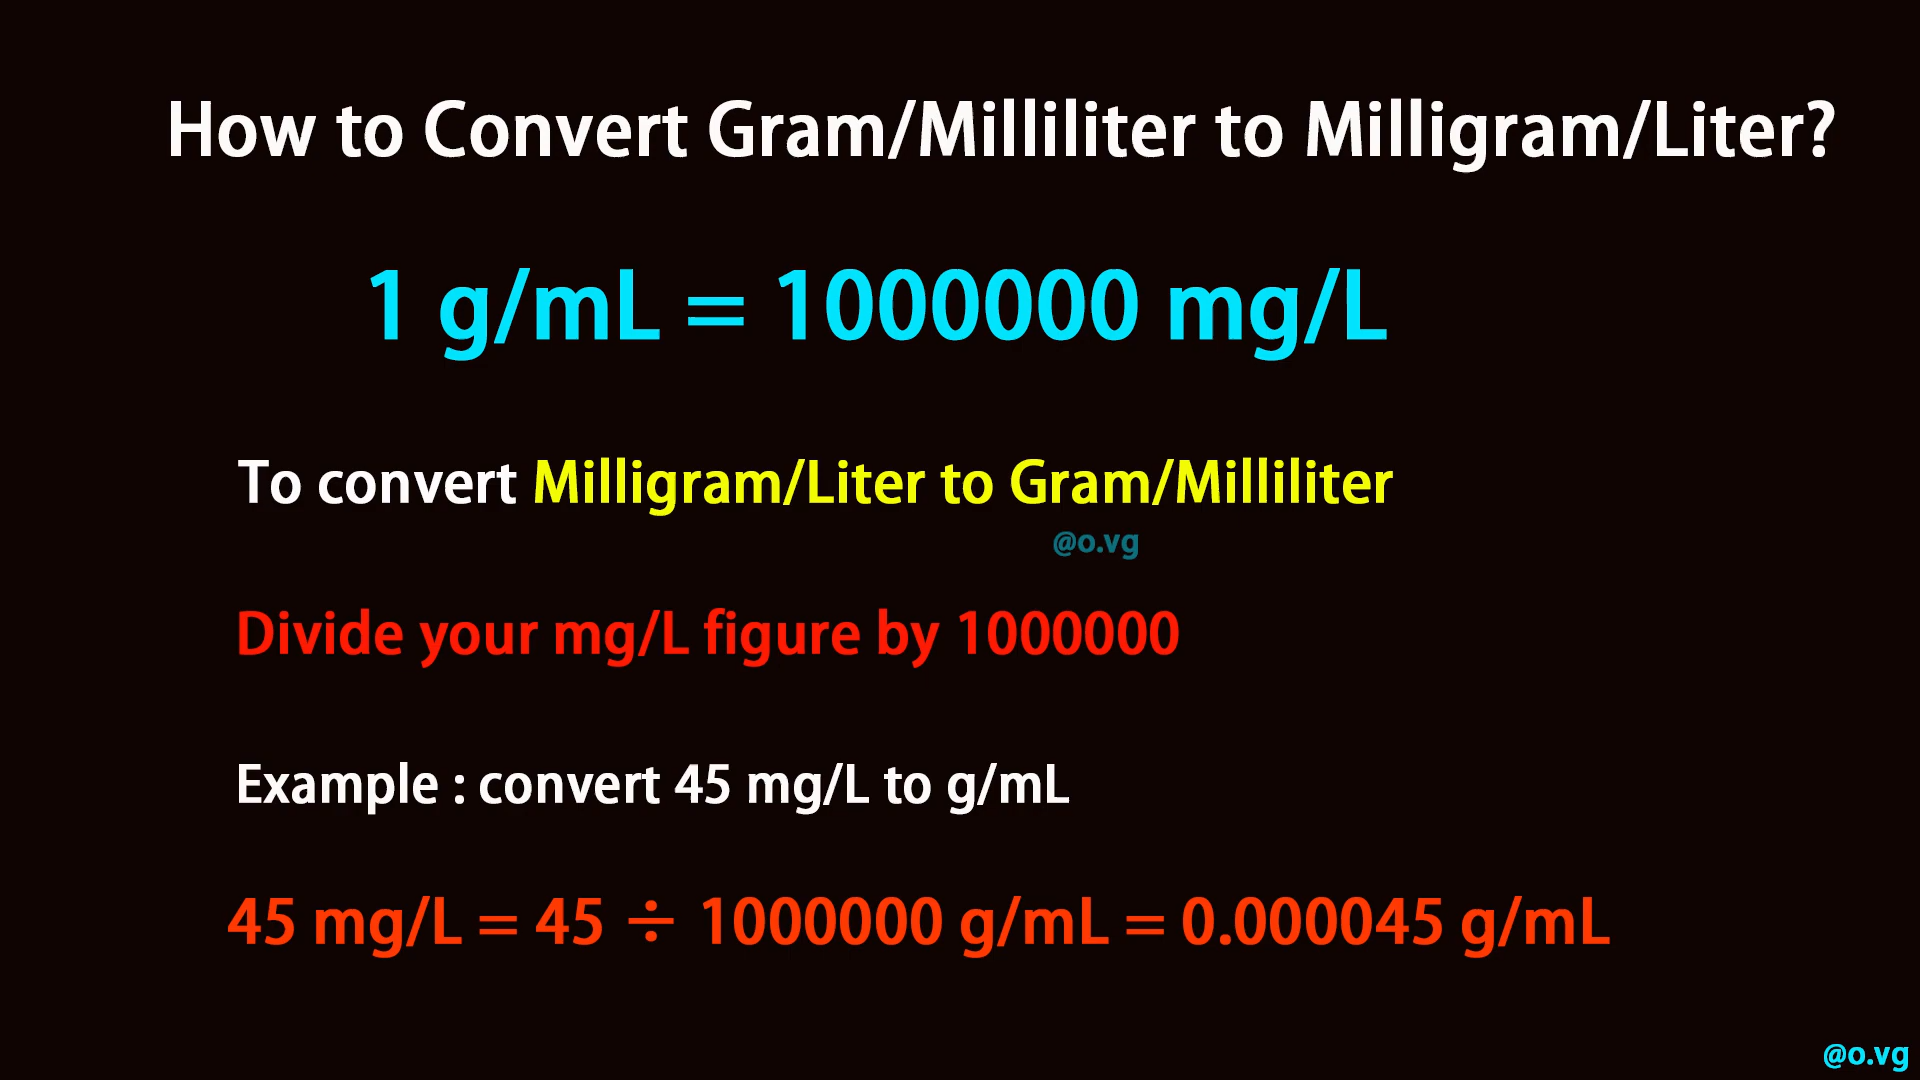 How to Convert Gram/Milliliter to Milligram/Liter?
1 g/mL = 1000000 mg/L
To convert Milligram/Liter to Gram/Milliliter
@o.vg
Divide your mg/L figure by 1000000
Example : convert 45 mg/L to g/mL
45 mg/L = 45 ÷ 1000000 g/mL = 0.000045 g/mL
@o.vg